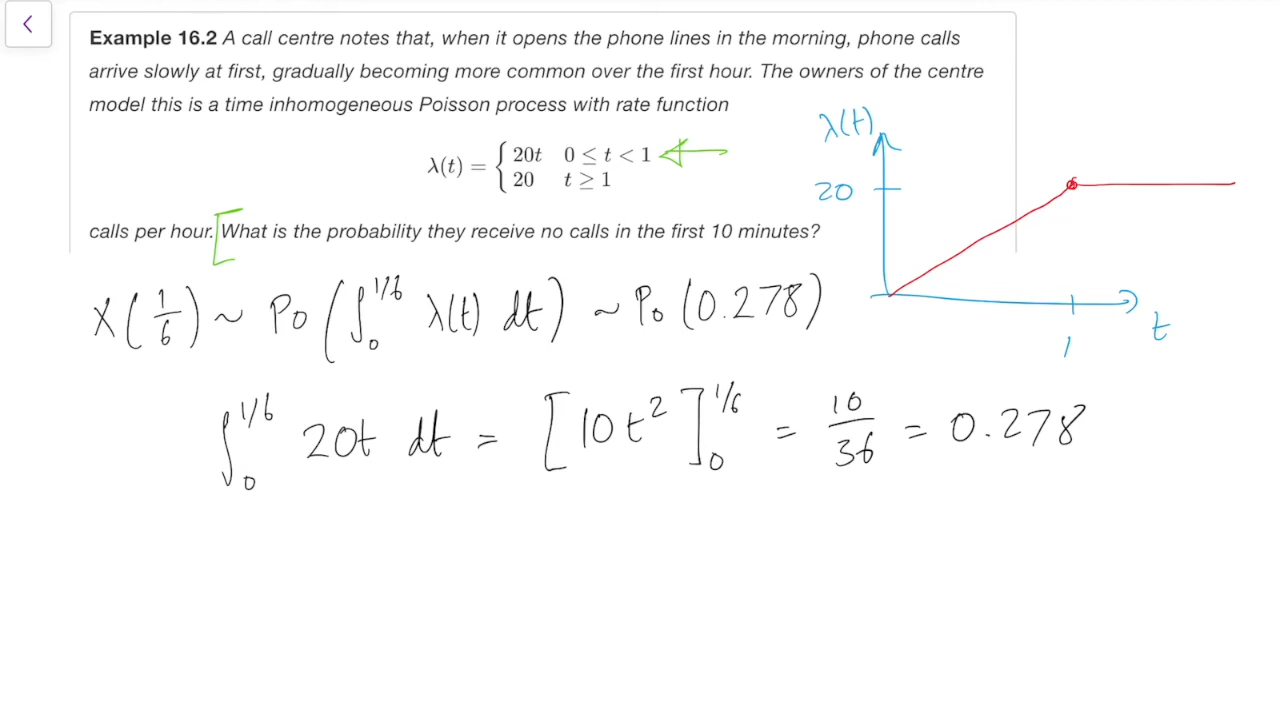 Example 16.2 A call centre notes that, when it opens the phone lines in the morning, phone calls
arrive slowly at first, gradually becoming more common over the first hour. The owners of the centre
model this is a time inhomogeneous Poisson process with rate function
λ(t) = { 20t 0 ≤ t < 1
20 t ≥ 1
calls per hour. What is the probability they receive no calls in the first 10 minutes?
λ(t)
20
1
t
X(1/6) ~ Po(∫₀^{1/6} λ(t) dt) ~ Po(0.278)
∫₀^{1/6} 20t dt = [10t²]₀^{1/6} = 10/36 = 0.278